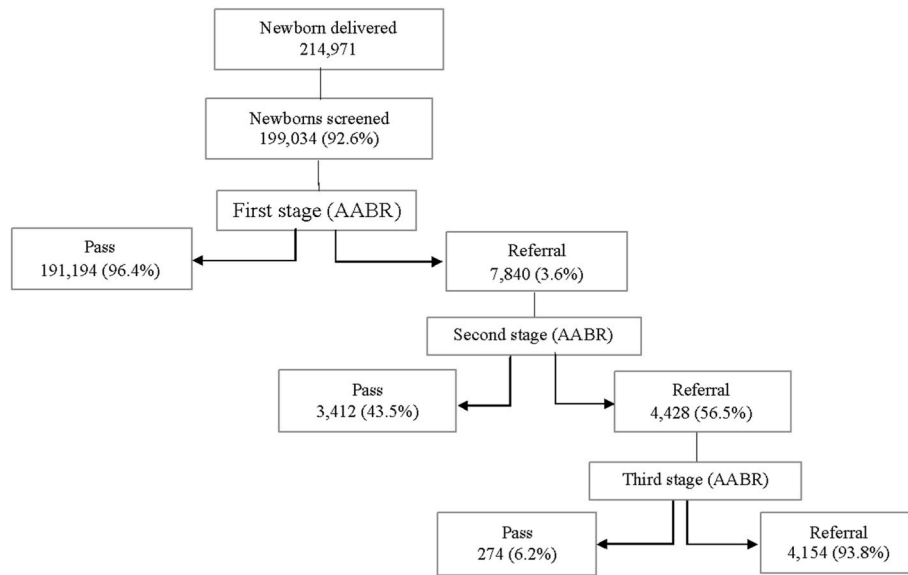 Newborn delivered
214,971
Newborns screened
199,034 (92.6%)
First stage (AABR)
Pass
191,194 (96.4%)
Referral
7,840 (3.6%)
Second stage (AABR)
Pass
3,412 (43.5%)
Referral
4,428 (56.5%)
Third stage (AABR)
Pass
274 (6.2%)
Referral
4,154 (93.8%)